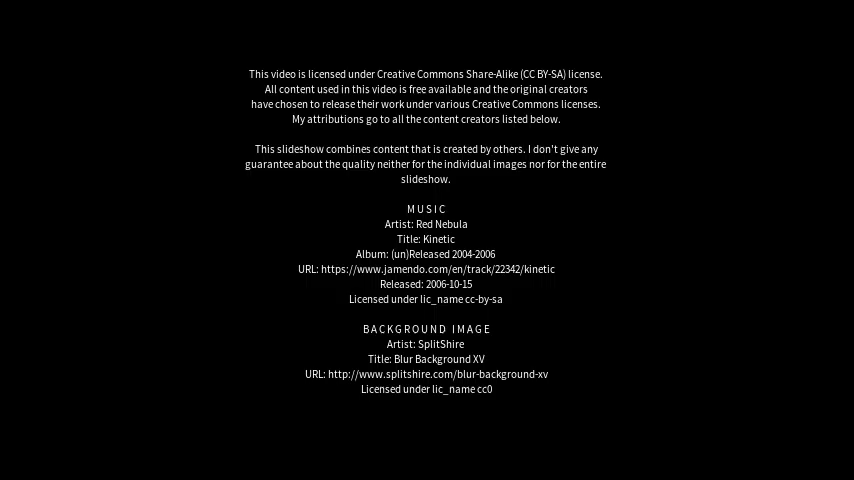 This video is licensed under Creative Commons Share-Alike (CC BY-SA) license.
All content used in this video is free available and the original creators
have chosen to release their work under various Creative Commons licenses.
My attributions go to all the content creators listed below.
This slideshow combines content that is created by others. I don't give any
guarantee about the quality neither for the individual images nor for the entire
slideshow.
MUSIC
Artist: Red Nebula
Title: Kinetic
Album: (un)Released 2004-2006
URL: https://www.jamendo.com/en/track/22342/kinetic
Released: 2006-10-15
Licensed under lic_name cc-by-sa
BACKGROUND IMAGE
Artist: SplitShire
Title: Blur Background XV
URL: http://www.splitshire.com/blur-background-xv
Licensed under lic_name cc0